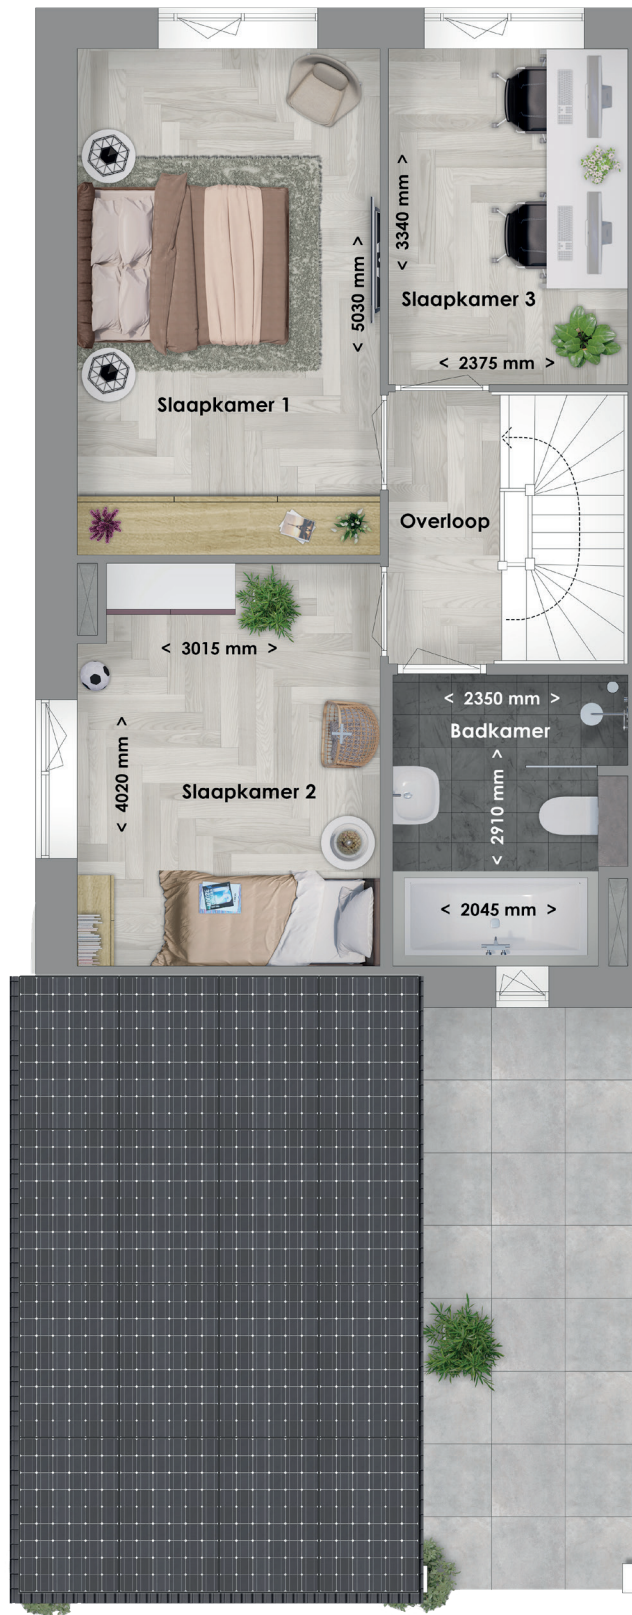 < 3340 mm >
< 5030 mm >
Slaapkamer 3
< 2375 mm >
Slaapkamer 1
Overloop
< 3015 mm >
< 2350 mm >
Badkamer
< 4020 mm >
Slaapkamer 2
< 2910 mm >
< 2045 mm >